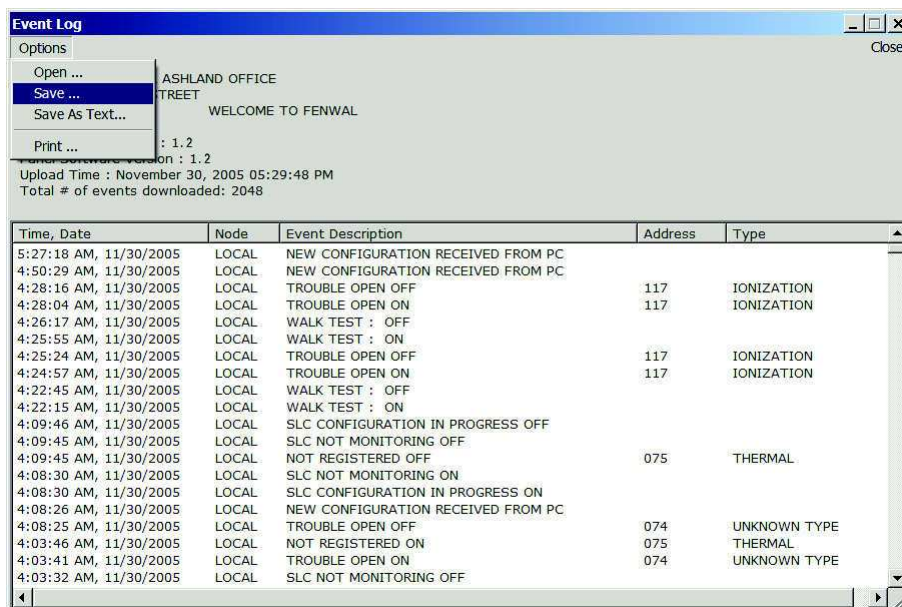 Event Log
Options
Close
Open ...
Save ...
Save As Text...
Print ...
ASHLAND OFFICE
STREET
WELCOME TO FENWAL
: 1.2
Panel Software Version : 1.2
Upload Time : November 30, 2005 05:29:48 PM
Total # of events downloaded: 2048
Time, Date Node Event Description Address Type
5:27:18 AM, 11/30/2005 LOCAL NEW CONFIGURATION RECEIVED FROM PC
4:50:29 AM, 11/30/2005 LOCAL NEW CONFIGURATION RECEIVED FROM PC
4:28:16 AM, 11/30/2005 LOCAL TROUBLE OPEN OFF 117 IONIZATION
4:28:04 AM, 11/30/2005 LOCAL TROUBLE OPEN ON 117 IONIZATION
4:26:17 AM, 11/30/2005 LOCAL WALK TEST : OFF
4:25:55 AM, 11/30/2005 LOCAL WALK TEST : ON
4:25:24 AM, 11/30/2005 LOCAL TROUBLE OPEN OFF 117 IONIZATION
4:24:57 AM, 11/30/2005 LOCAL TROUBLE OPEN ON 117 IONIZATION
4:22:45 AM, 11/30/2005 LOCAL WALK TEST : OFF
4:22:15 AM, 11/30/2005 LOCAL WALK TEST : ON
4:09:46 AM, 11/30/2005 LOCAL SLC CONFIGURATION IN PROGRESS OFF
4:09:45 AM, 11/30/2005 LOCAL SLC NOT MONITORING OFF
4:09:45 AM, 11/30/2005 LOCAL NOT REGISTERED OFF 075 THERMAL
4:08:30 AM, 11/30/2005 LOCAL SLC NOT MONITORING ON
4:08:30 AM, 11/30/2005 LOCAL SLC CONFIGURATION IN PROGRESS ON
4:08:26 AM, 11/30/2005 LOCAL NEW CONFIGURATION RECEIVED FROM PC
4:08:25 AM, 11/30/2005 LOCAL TROUBLE OPEN OFF 074 UNKNOWN TYPE
4:03:46 AM, 11/30/2005 LOCAL NOT REGISTERED ON 075 THERMAL
4:03:41 AM, 11/30/2005 LOCAL TROUBLE OPEN ON 074 UNKNOWN TYPE
4:03:32 AM, 11/30/2005 LOCAL SLC NOT MONITORING OFF